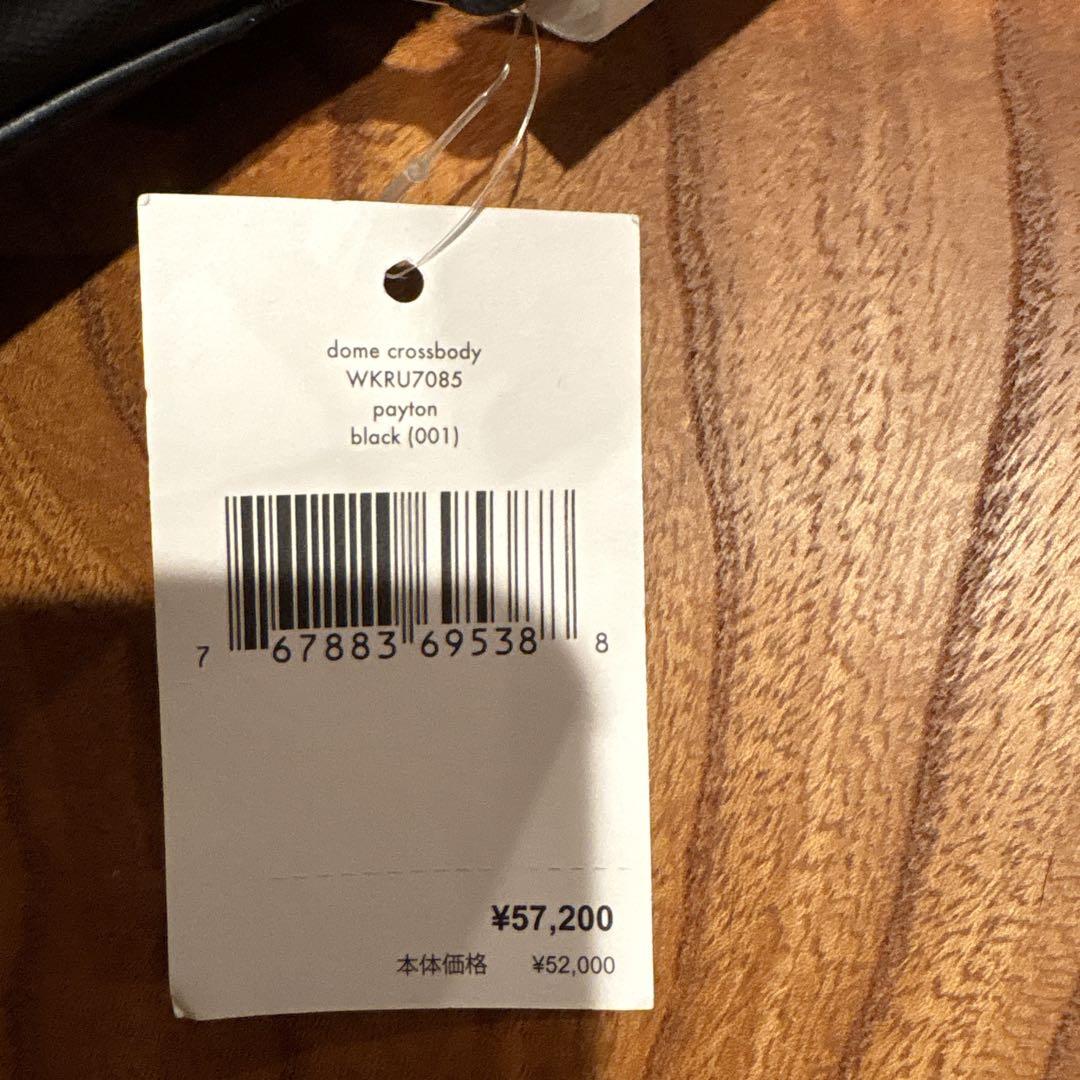 dome crossbody
WKRU7085
payton
black (001)
7 67883 69538 8
¥57,200
本体価格 ¥52,000